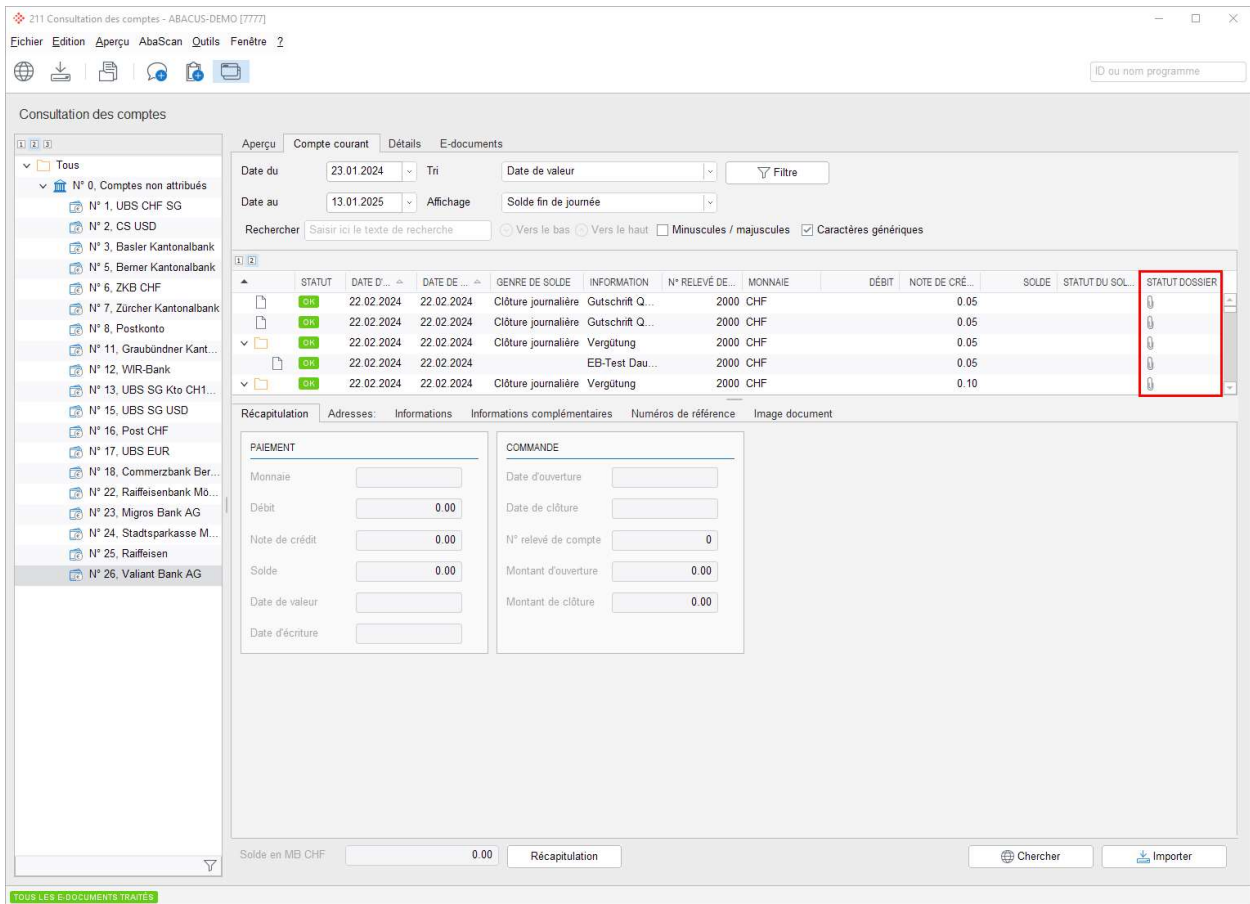 211 Consultation des comptes - ABACUS-DEMO [7777]
Fichier Edition Aperçu AbaScan Outils Fenêtre ?
ID ou nom programme
Consultation des comptes
1 2 3
Tous
N° 0, Comptes non attribués
N° 1, UBS CHF SG
N° 2, CS USD
N° 3, Basler Kantonalbank
N° 5, Berner Kantonalbank
N° 6, ZKB CHF
N° 7, Zürcher Kantonalbank
N° 8, Postkonto
N° 11, Graubündner Kant...
N° 12, WIR-Bank
N° 13, UBS SG Kto CH1...
N° 15, UBS SG USD
N° 16, Post CHF
N° 17, UBS EUR
N° 18, Commerzbank Ber...
N° 22, Raiffeisenbank Mö...
N° 23, Migros Bank AG
N° 24, Stadtsparkasse M...
N° 25, Raiffeisen
N° 26, Valiant Bank AG
Aperçu Compte courant Détails E-documents
Date du 23.01.2024 Tri Date de valeur Filtre
Date au 13.01.2025 Affichage Solde fin de journée
Rechercher Saisir ici le texte de recherche Vers le bas Vers le haut Minuscules / majuscules Caractères génériques
1 2
STATUT DATE D'... DATE DE ... GENRE DE SOLDE INFORMATION N° RELEVÉ DE... MONNAIE DÉBIT NOTE DE CRÉ... SOLDE STATUT DU SOL... STATUT DOSSIER
OK 22.02.2024 22.02.2024 Clôture journalière Gutschrift Q... 2000 CHF 0.05
OK 22.02.2024 22.02.2024 Clôture journalière Gutschrift Q... 2000 CHF 0.05
OK 22.02.2024 22.02.2024 Clôture journalière Vergütung 2000 CHF 0.05
OK 22.02.2024 22.02.2024 EB-Test Dau... 2000 CHF 0.05
OK 22.02.2024 22.02.2024 Clôture journalière Vergütung 2000 CHF 0.10
Récapitulation Adresses: Informations Informations complémentaires Numéros de référence Image document
PAIEMENT
Monnaie
Débit 0.00
Note de crédit 0.00
Solde 0.00
Date de valeur
Date d'écriture
COMMANDE
Date d'ouverture
Date de clôture
N° relevé de compte 0
Montant d'ouverture 0.00
Montant de clôture 0.00
Solde en MB CHF 0.00 Récapitulation Chercher Importer
TOUS LES E-DOCUMENTS TRAITÉS